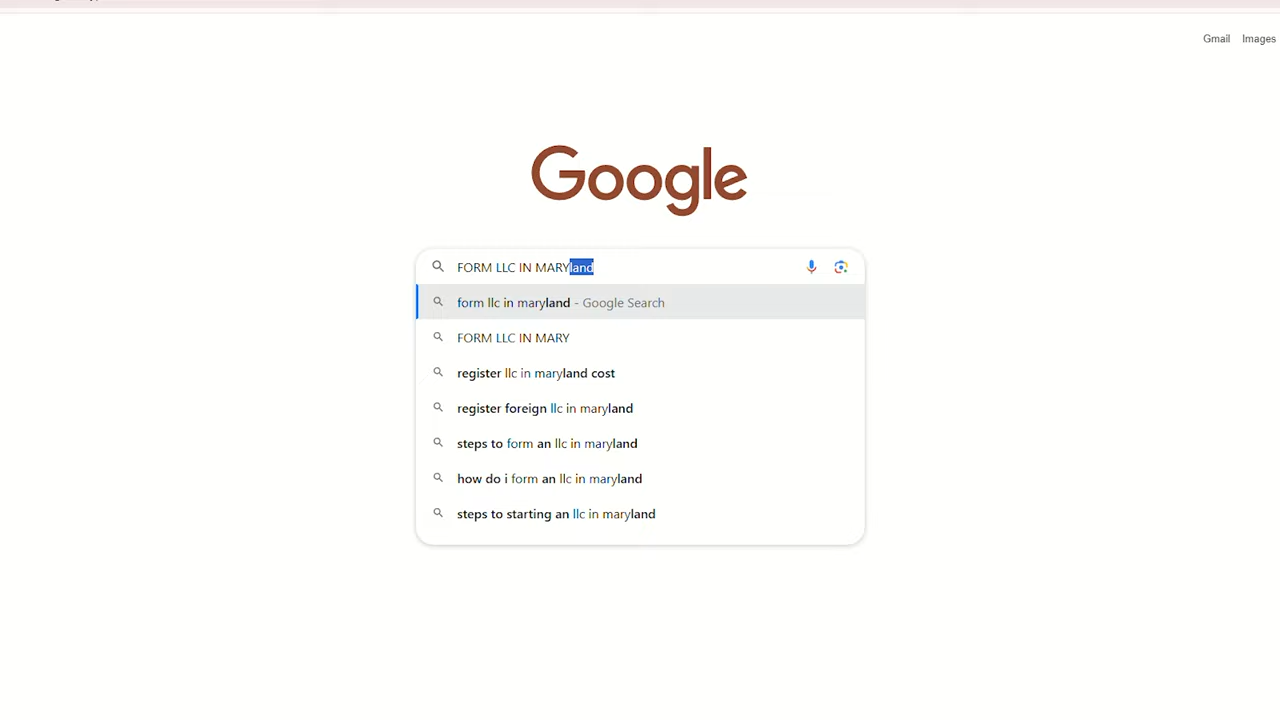 Gmail Images
Google
FORM LLC IN MARYland
form llc in maryland - Google Search
FORM LLC IN MARY
register llc in maryland cost
register foreign llc in maryland
steps to form an llc in maryland
how do i form an llc in maryland
steps to starting an llc in maryland